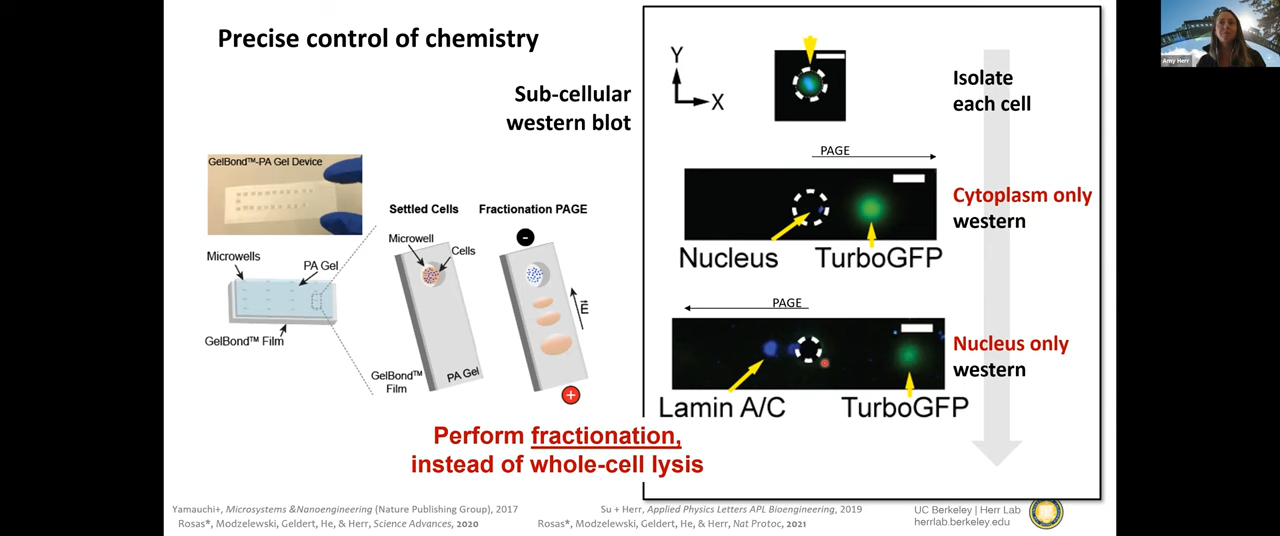 Precise control of chemistry
Sub-cellular
western blot
GelBond™-PA Gel Device
Microwells
PA Gel
GelBond™ Film
Settled Cells
Microwell
Cells
GelBond™
Film
PA Gel
Fractionation PAGE
-
E
+
Perform fractionation,
instead of whole-cell lysis
Y
X
Isolate
each cell
PAGE
Nucleus
TurboGFP
Cytoplasm only
western
PAGE
Lamin A/C
TurboGFP
Nucleus only
western
Yamauchi+, Microsystems &Nanoengineering (Nature Publishing Group), 2017
Su + Herr, Applied Physics Letters APL Bioengineering, 2019
Rosas*, Modzelewski, Geldert, He, & Herr, Science Advances, 2020
Rosas*, Modzelewski, Geldert, He, & Herr, Nat Protoc, 2021
UC Berkeley | Herr Lab
herrlab.berkeley.edu
Amy Herr